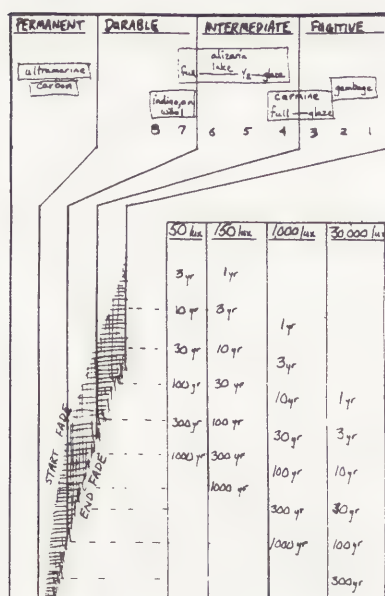 PERMANENT DURABLE INTERMEDIATE FUGITIVE
ultramarine
carbon
alizarin
lake
full glaze
indigo, on
wool
carmine
full glaze
gamboge
8 7 6 5 4 3 2 1
50 lux 150 lux 1,000 lux 30,000 lux
3 yr 1 yr
10 yr 3 yr
1 yr
30 yr 10 yr
3 yr
100 yr 30 yr
10 yr 1 yr
300 yr 100 yr
30 yr 3 yr
1000 yr 300 yr
100 yr 10 yr
1000 yr
300 yr 30 yr
1000 yr 100 yr
300 yr
START FADE
END FADE